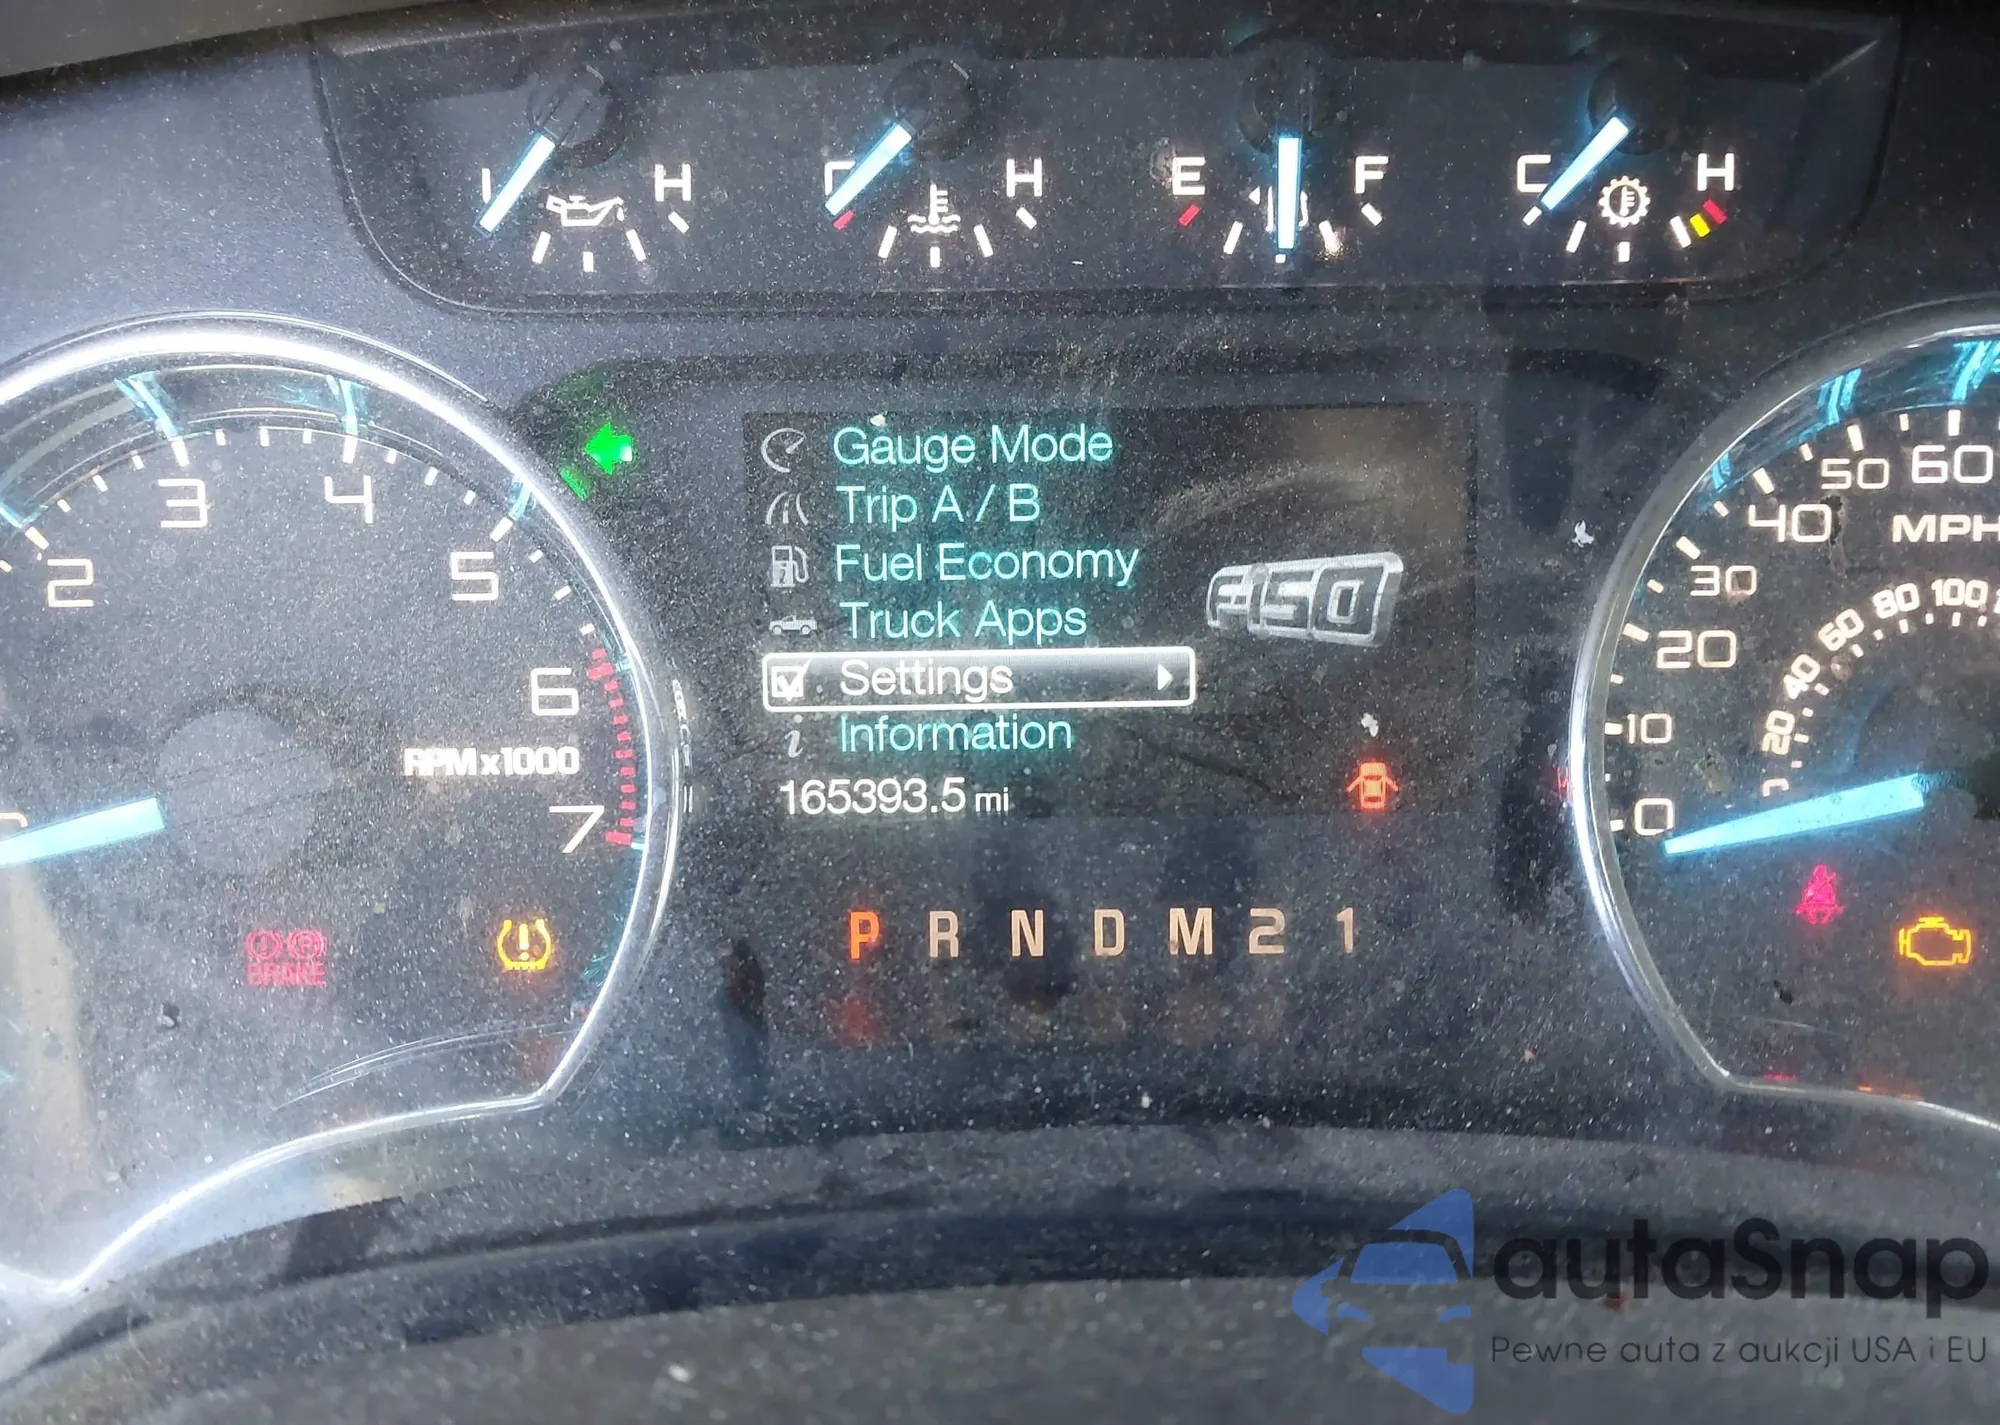 H
H
E F
C H
Gauge Mode
Trip A / B
Fuel Economy
Truck Apps
Settings
Information
165393.5 mi
F-150
2 3 4 5 6 7
RPMx1000
BRAKE
P R N D M 2 1
0 10 20 30 40 50 60
MPH
20 40 60 80 100
autaSnap
Pewne auta z aukcji USA i EU